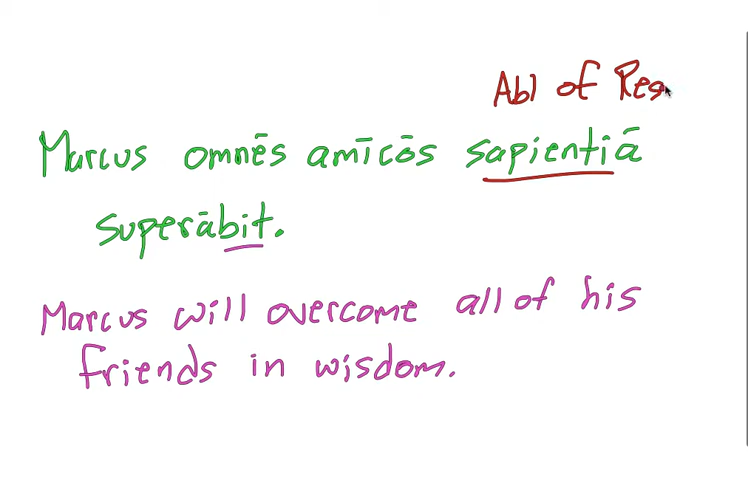 Abl of Res
Marcus omnēs amīcōs sapientiā
superābit.
Marcus will overcome all of his
friends in wisdom.